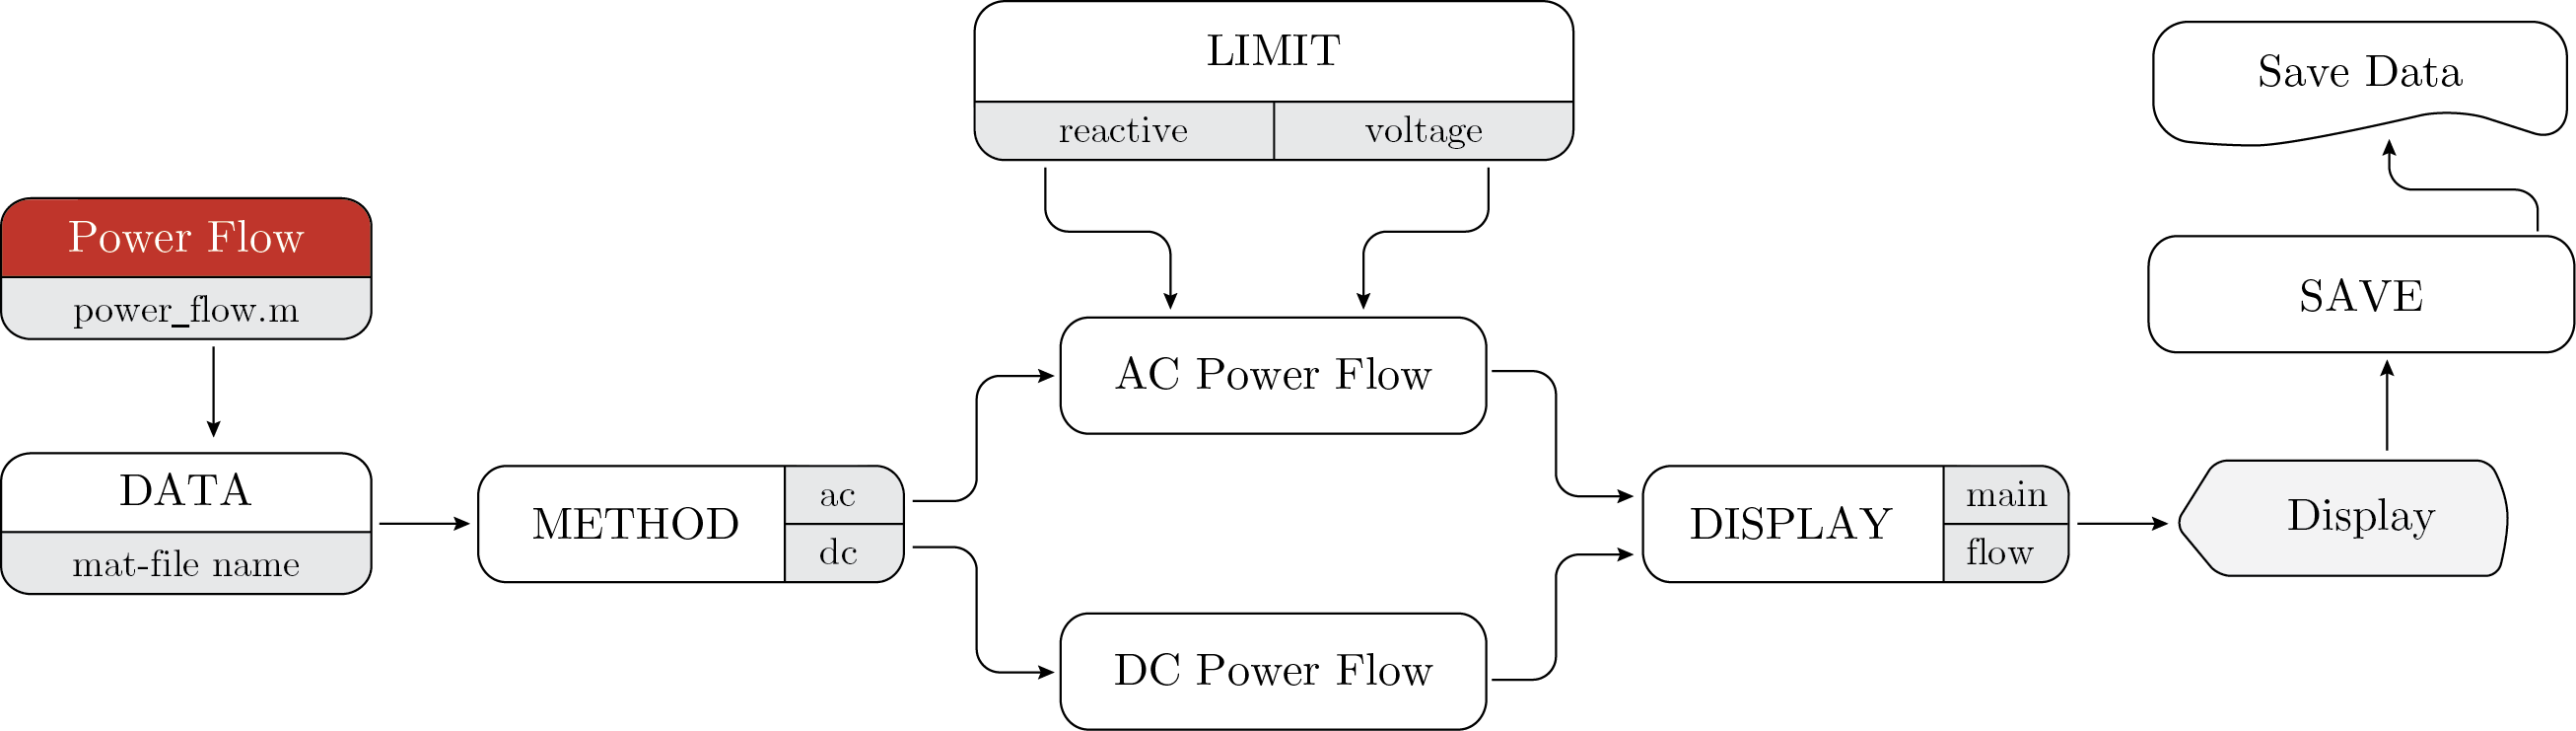 Power Flow
power_flow.m
DATA
mat-file name
METHOD
ac
dc
LIMIT
reactive
voltage
AC Power Flow
DC Power Flow
DISPLAY
main
flow
Display
SAVE
Save Data